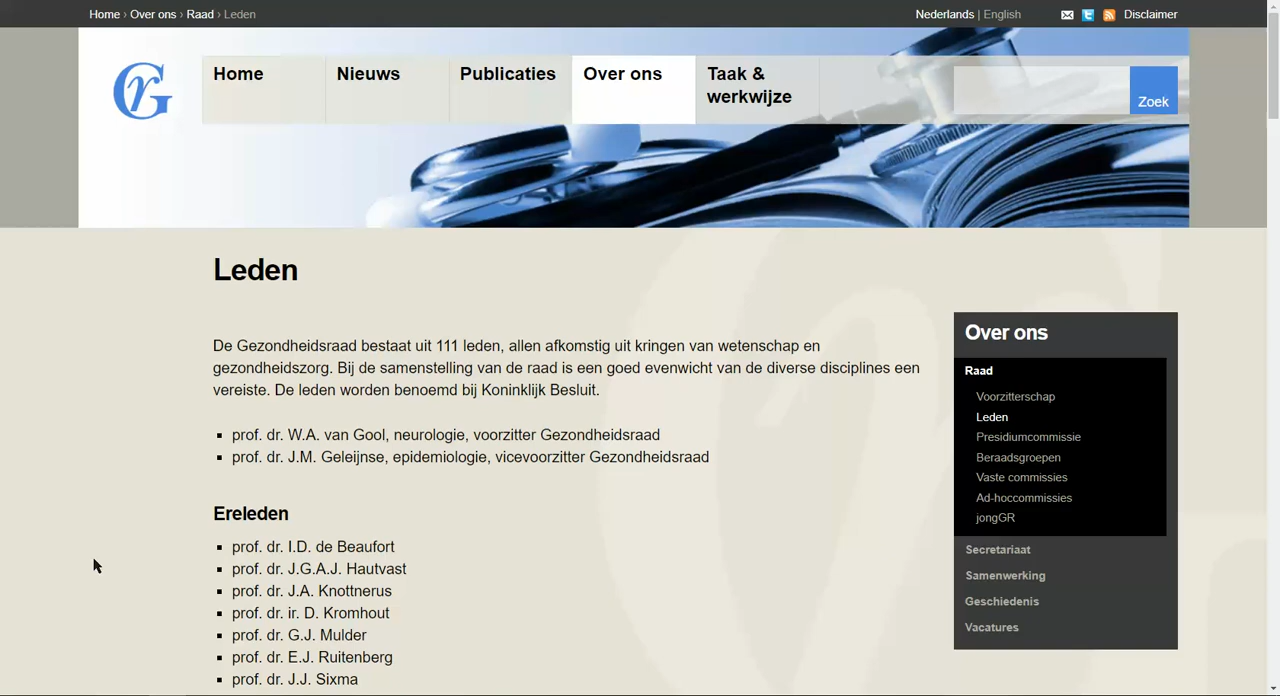 Home › Over ons › Raad › Leden
Nederlands | English
Disclaimer
Gr
Home
Nieuws
Publicaties
Over ons
Taak &
werkwijze
Zoek
Leden
De Gezondheidsraad bestaat uit 111 leden, allen afkomstig uit kringen van wetenschap en
gezondheidszorg. Bij de samenstelling van de raad is een goed evenwicht van de diverse disciplines een
vereiste. De leden worden benoemd bij Koninklijk Besluit.
prof. dr. W.A. van Gool, neurologie, voorzitter Gezondheidsraad
prof. dr. J.M. Geleijnse, epidemiologie, vicevoorzitter Gezondheidsraad
Ereleden
prof. dr. I.D. de Beaufort
prof. dr. J.G.A.J. Hautvast
prof. dr. J.A. Knottnerus
prof. dr. ir. D. Kromhout
prof. dr. G.J. Mulder
prof. dr. E.J. Ruitenberg
prof. dr. J.J. Sixma
Over ons
Raad
Voorzitterschap
Leden
Presidiumcommissie
Beraadsgroepen
Vaste commissies
Ad-hoccommissies
jongGR
Secretariaat
Samenwerking
Geschiedenis
Vacatures